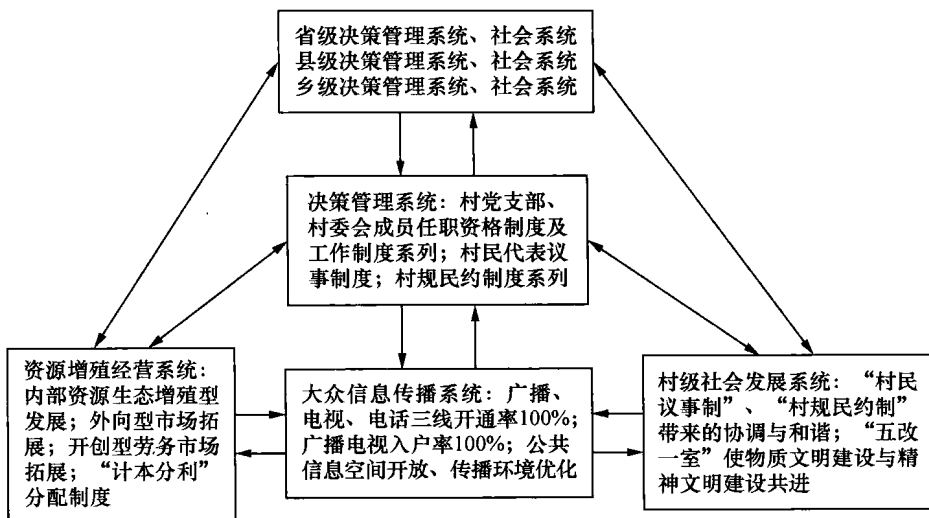 省级决策管理系统、社会系统
县级决策管理系统、社会系统
乡级决策管理系统、社会系统
决策管理系统：村党支部、
村委会成员任职资格制度及
工作制度系列；村民代表议
事制度；村规民约制度系列
资源增殖经营系统：
内部资源生态增殖型
发展；外向型市场拓
展；开创型劳务市场
拓展；“计本分利”
分配制度
大众信息传播系统：广播、
电视、电话三线开通率100%；
广播电视入户率100%；公共
信息空间开放、传播环境优化
村级社会发展系统：“村民
议事制”、“村规民约制”
带来的协调与和谐；“五改
一室”使物质文明建设与精
神文明建设共进